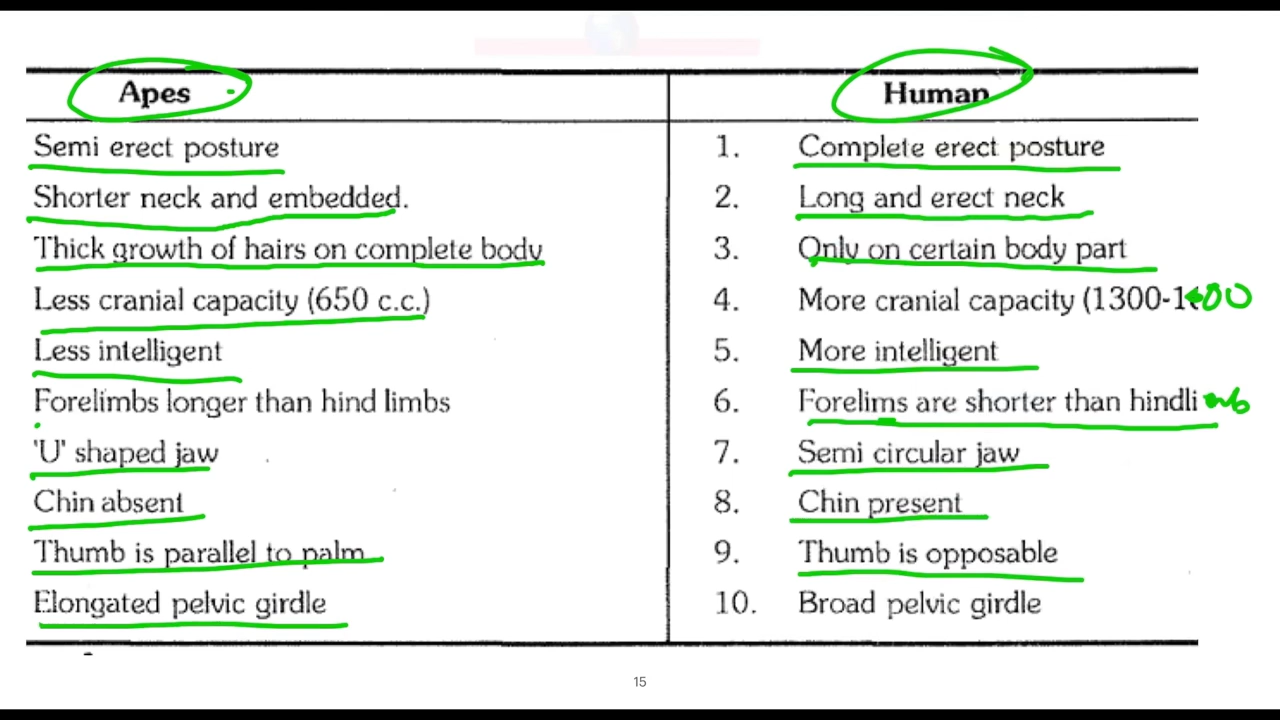 Apes Human
Semi erect posture 1. Complete erect posture
Shorter neck and embedded. 2. Long and erect neck
Thick growth of hairs on complete body 3. Only on certain body part
Less cranial capacity (650 c.c.) 4. More cranial capacity (1300-1600
Less intelligent 5. More intelligent
Forelimbs longer than hind limbs 6. Forelims are shorter than hindlimb
'U' shaped jaw 7. Semi circular jaw
Chin absent 8. Chin present
Thumb is parallel to palm 9. Thumb is opposable
Elongated pelvic girdle 10. Broad pelvic girdle
15